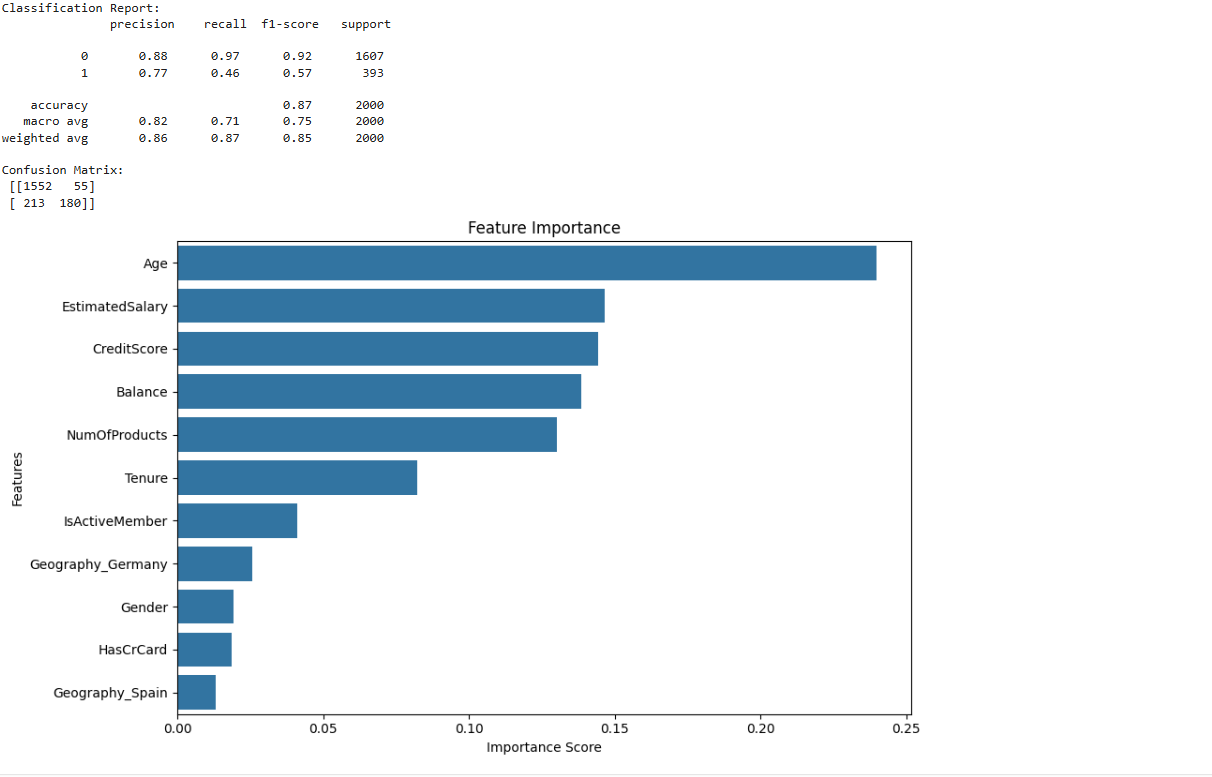 Classification Report:
precision recall f1-score support
0 0.88 0.97 0.92 1607
1 0.77 0.46 0.57 393
accuracy 0.87 2000
macro avg 0.82 0.71 0.75 2000
weighted avg 0.86 0.87 0.85 2000
Confusion Matrix:
[[1552 55]
[ 213 180]]
Feature Importance
Age
EstimatedSalary
CreditScore
Balance
NumOfProducts
Tenure
IsActiveMember
Geography_Germany
Gender
HasCrCard
Geography_Spain
Features
0.00 0.05 0.10 0.15 0.20 0.25
Importance Score